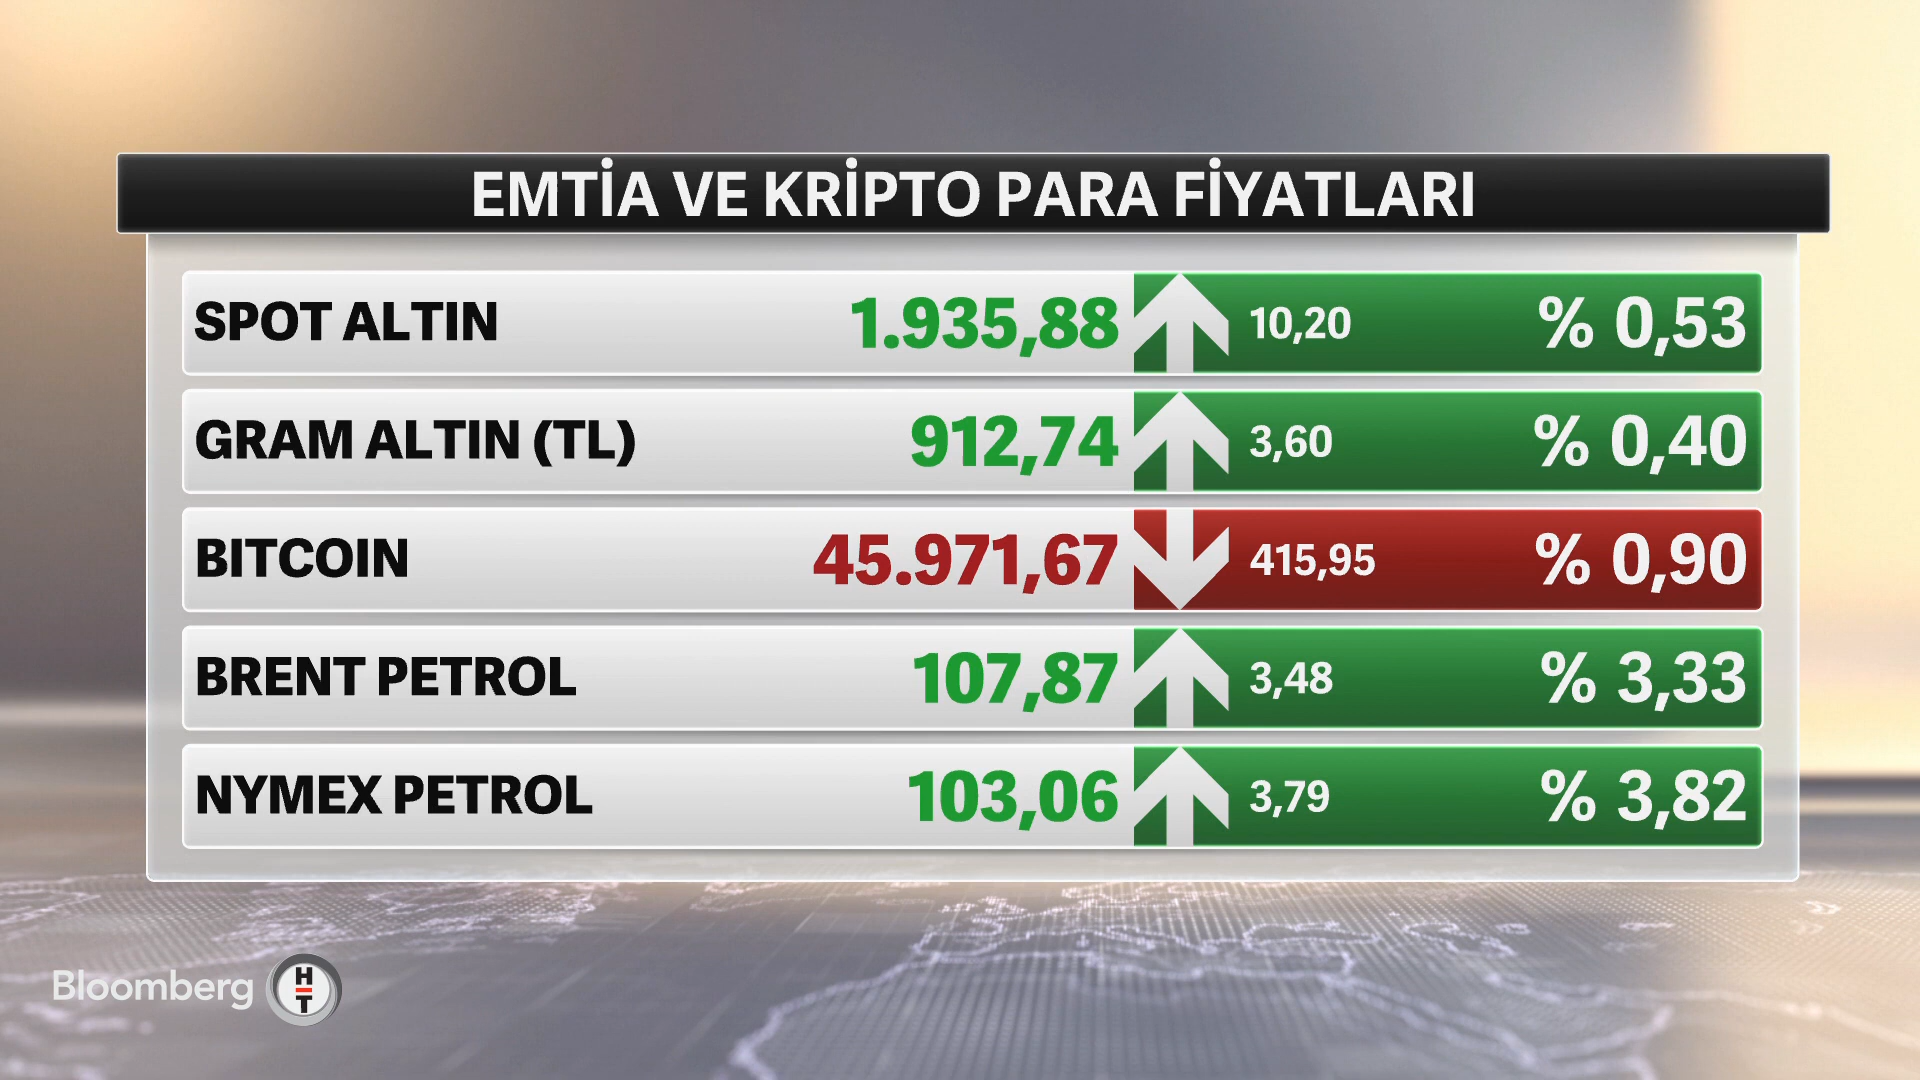 EMTİA VE KRİPTO PARA FİYATLARI
SPOT ALTIN 1.935,88 10,20 % 0,53
GRAM ALTIN (TL) 912,74 3,60 % 0,40
BITCOIN 45.971,67 415,95 % 0,90
BRENT PETROL 107,87 3,48 % 3,33
NYMEX PETROL 103,06 3,79 % 3,82
Bloomberg HT